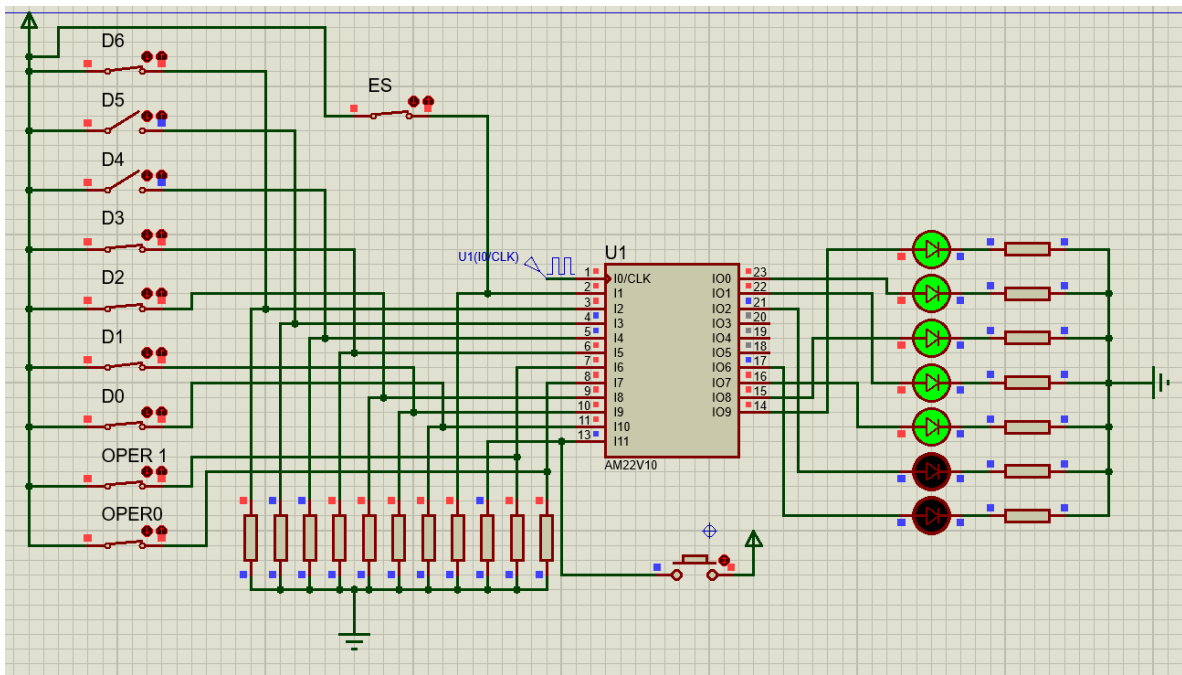 D6
D5
D4
D3
D2
D1
D0
OPER 1
OPER0
ES
U1(I0/CLK)
U1
1 I0/CLK IO0 23
2 I1 IO1 22
3 I2 IO2 21
4 I3 IO3 20
5 I4 IO4 19
6 I5 IO5 18
7 I6 IO6 17
8 I7 IO7 16
9 I8 IO8 15
10 I9 IO9 14
11 I10
13 I11
AM22V10